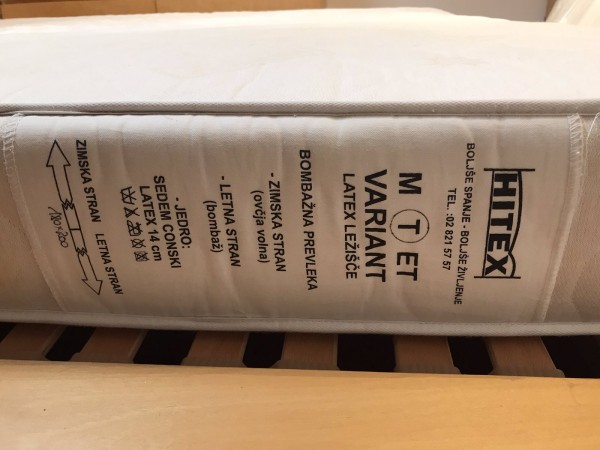 HITEX
BOLJŠE SPANJE - BOLJŠE ŽIVLJENJE
TEL. :02 821 57 57
M T ET
VARIANT
LATEX LEŽIŠČE
BOMBAŽNA PREVLEKA
- ZIMSKA STRAN
(ovčja volna)
- LETNA STRAN
(bombaž)
- JEDRO:
SEDEM CONSKI
LATEX 14 cm
ZIMSKA STRAN LETNA STRAN
180x200